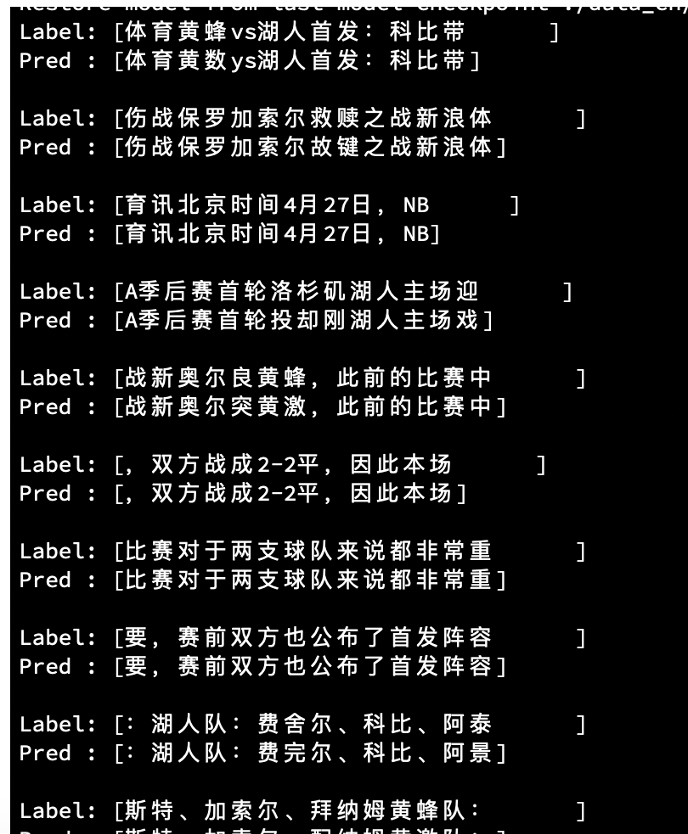 Restore model from last model checkpoint ./data_ch/
Label: [体育黄蜂vs湖人首发：科比带      ]
Pred : [体育黄数ys湖人首发：科比带]
Label: [伤战保罗加索尔救赎之战新浪体      ]
Pred : [伤战保罗加索尔故键之战新浪体]
Label: [育讯北京时间4月27日，NB      ]
Pred : [育讯北京时间4月27日，NB]
Label: [A季后赛首轮洛杉矶湖人主场迎      ]
Pred : [A季后赛首轮投却刚湖人主场戏]
Label: [战新奥尔良黄蜂，此前的比赛中      ]
Pred : [战新奥尔突黄激，此前的比赛中]
Label: [，双方战成2-2平，因此本场      ]
Pred : [，双方战成2-2平，因此本场]
Label: [比赛对于两支球队来说都非常重      ]
Pred : [比赛对于两支球队来说都非常重]
Label: [要，赛前双方也公布了首发阵容      ]
Pred : [要，赛前双方也公布了首发阵容]
Label: [：湖人队：费舍尔、科比、阿泰      ]
Pred : [：湖人队：费完尔、科比、阿景]
Label: [斯特、加索尔、拜纳姆黄蜂队：      ]